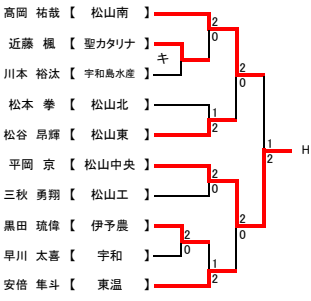 髙岡 祐哉 【 松山南 】
近藤 楓 【 聖カタリナ 】
川本 裕汰 【 宇和島水産 】
松本 拳 【 松山北 】
松谷 昂輝 【 松山東 】
平岡 京 【 松山中央 】
三秋 勇翔 【 松山工 】
黒田 琉偉 【 伊予農 】
早川 太喜 【 宇和 】
安倍 隼斗 【 東温 】
2
0
キ
2
0
1
2
1
2
H
2
0
2
0
2
0
1
2